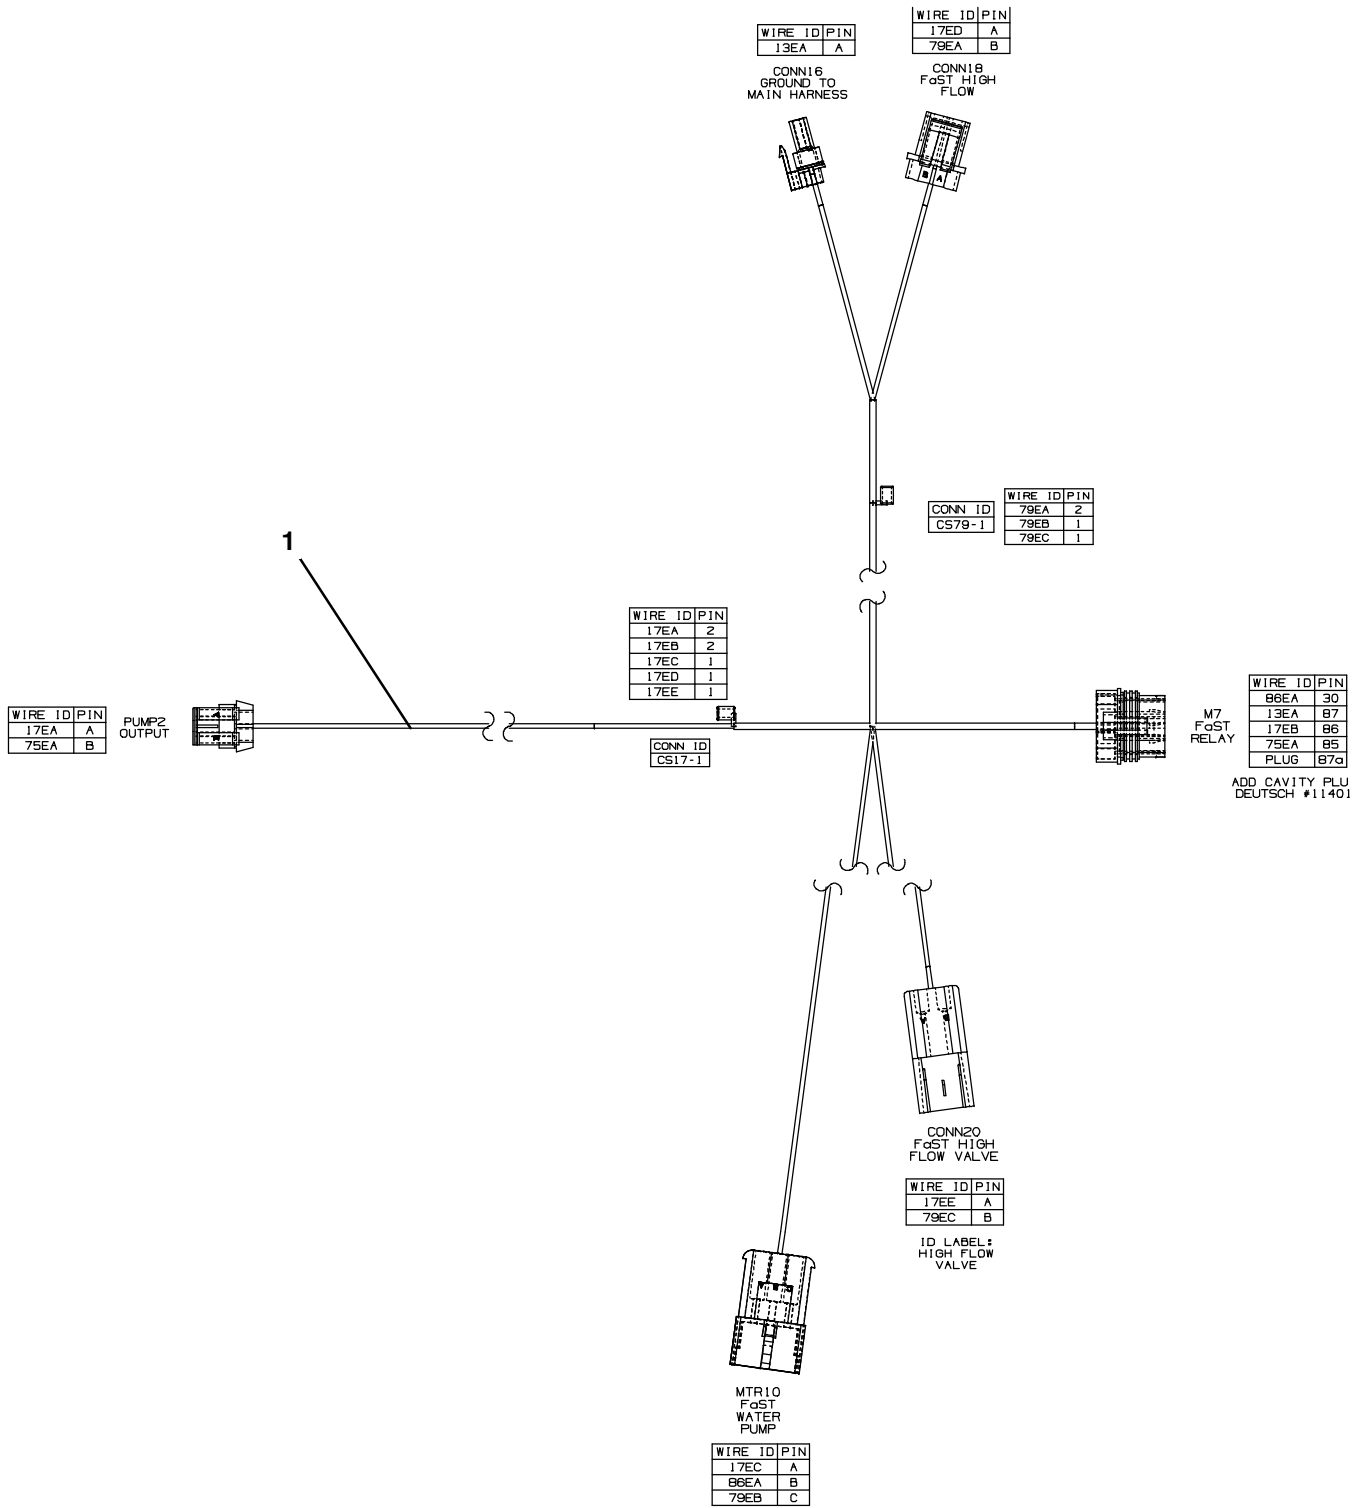 WIRE ID PIN
13EA A
CONN16
GROUND TO
MAIN HARNESS
WIRE ID PIN
17ED A
79EA B
CONN18
FaST HIGH
FLOW
B A
CONN ID
CS79-1
WIRE ID PIN
79EA 2
79EB 1
79EC 1
1
WIRE ID PIN
17EA 2
17EB 2
17EC 1
17ED 1
17EE 1
CONN ID
CS17-1
WIRE ID PIN
17EA A
75EA B
PUMP2
OUTPUT
M7
FaST
RELAY
WIRE ID PIN
86EA 30
13EA 87
17EB 86
75EA 85
PLUG 87a
ADD CAVITY PLU
DEUTSCH #11401
CONN20
FaST HIGH
FLOW VALVE
WIRE ID PIN
17EE A
79EC B
ID LABEL:
HIGH FLOW
VALVE
MTR10
FaST
WATER
PUMP
WIRE ID PIN
17EC A
86EA B
79EB C